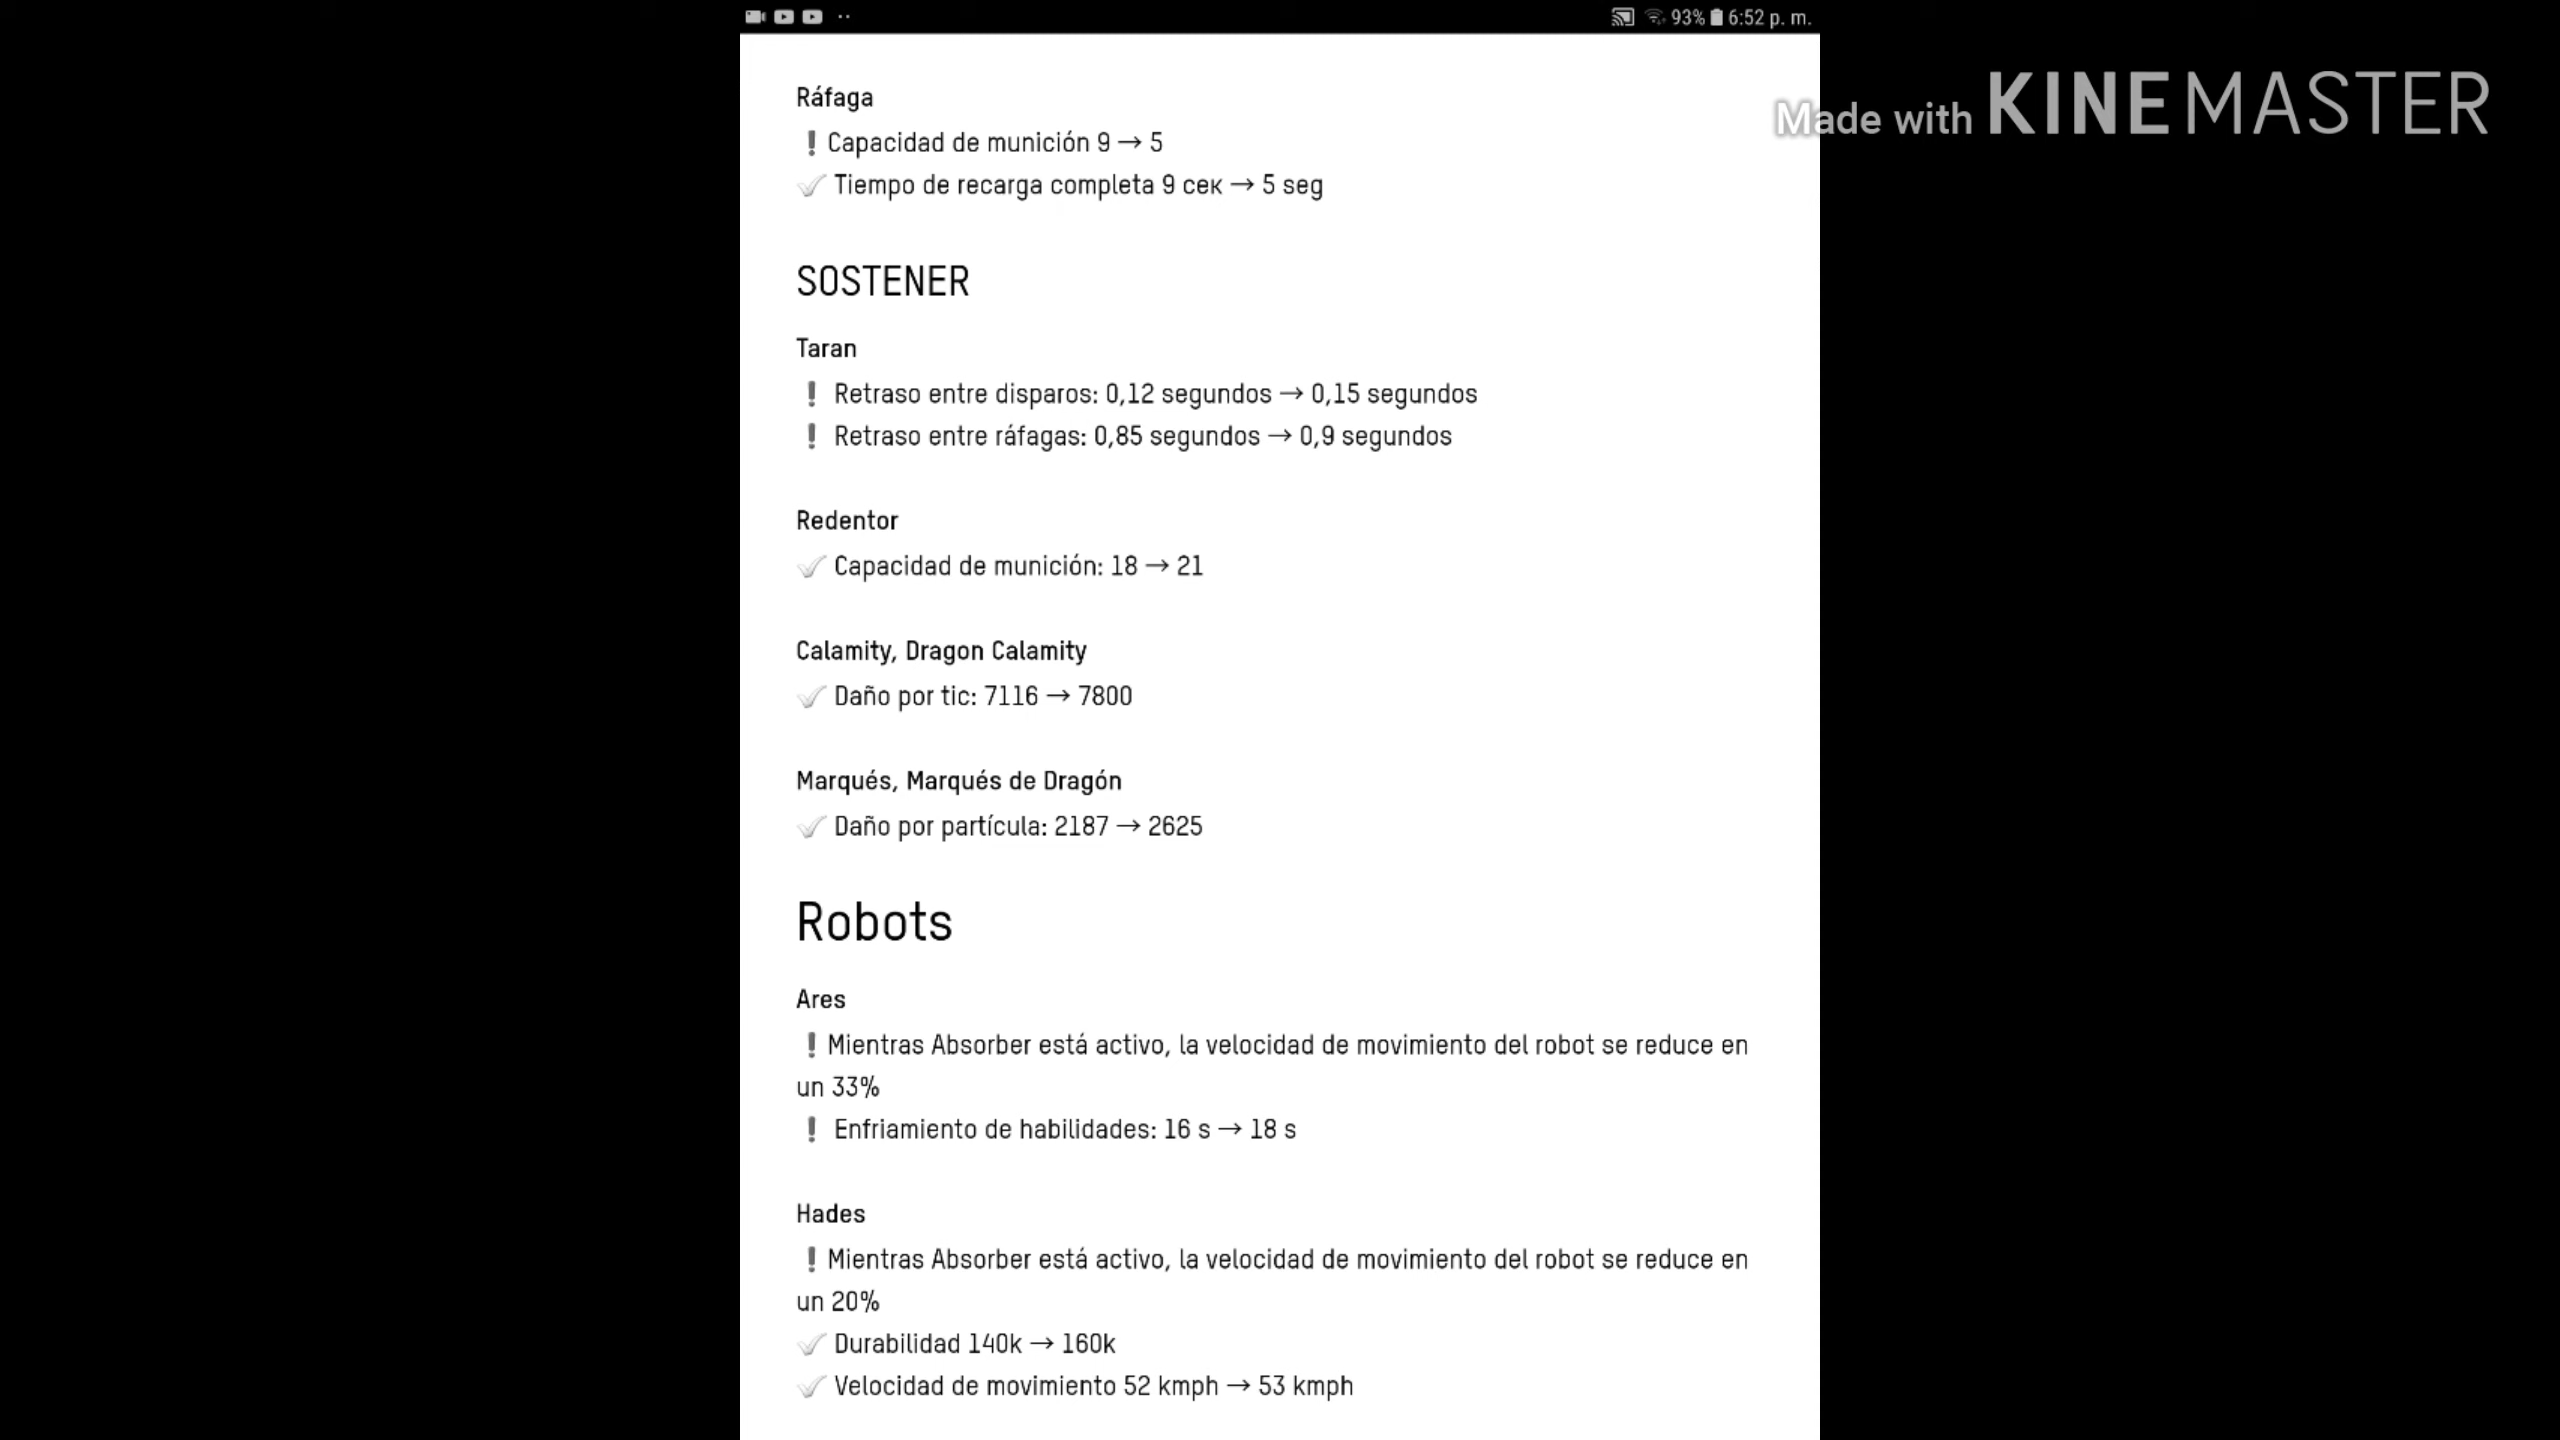 93% 6:52 p. m.
Made with KINEMASTER
Ráfaga
❗Capacidad de munición 9 → 5
✅ Tiempo de recarga completa 9 сек → 5 seg
SOSTENER
Taran
❗ Retraso entre disparos: 0,12 segundos → 0,15 segundos
❗ Retraso entre ráfagas: 0,85 segundos → 0,9 segundos
Redentor
✅ Capacidad de munición: 18 → 21
Calamity, Dragon Calamity
✅ Daño por tic: 7116 → 7800
Marqués, Marqués de Dragón
✅ Daño por partícula: 2187 → 2625
Robots
Ares
❗Mientras Absorber está activo, la velocidad de movimiento del robot se reduce en
un 33%
❗ Enfriamiento de habilidades: 16 s → 18 s
Hades
❗Mientras Absorber está activo, la velocidad de movimiento del robot se reduce en
un 20%
✅ Durabilidad 140k → 160k
✅ Velocidad de movimiento 52 kmph → 53 kmph